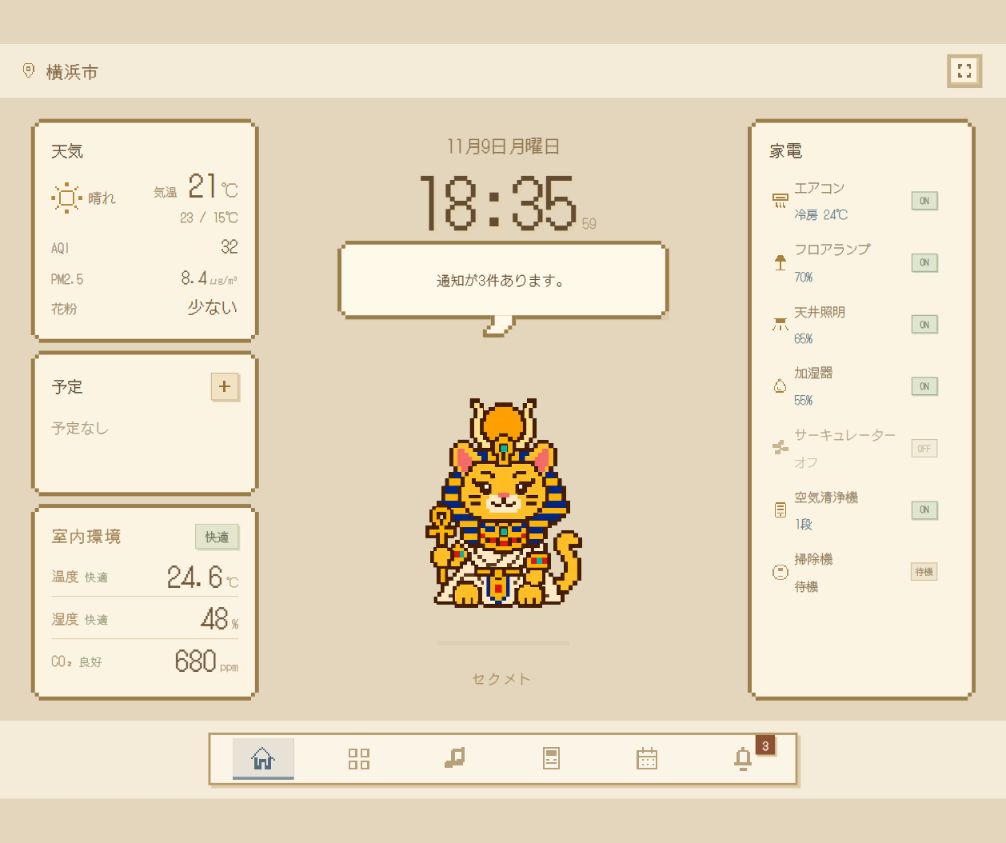 横浜市
天気
晴れ 気温 21℃
23 / 15℃
AQI 32
PM2.5 8.4 μg/m³
花粉 少ない
予定 +
予定なし
室内環境 快適
温度 快適 24.6 ℃
湿度 快適 48 %
CO₂ 良好 680 ppm
11月9日月曜日
18:35 59
通知が3件あります。
セクメト
家電
エアコン ON
冷房 24℃
フロアランプ ON
70%
天井照明 ON
65%
加湿器 ON
55%
サーキュレーター OFF
オフ
空気清浄機 ON
1段
掃除機 待機
待機
3